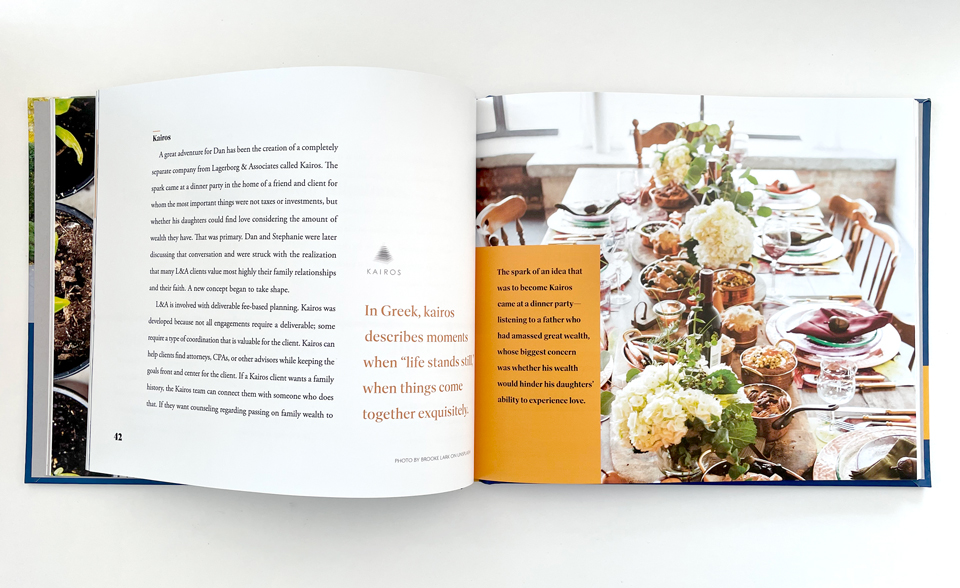 Kairos
A great adventure for Dan has been the creation of a completely
separate company from Lagerborg & Associates called Kairos. The
spark came at a dinner party in the home of a friend and client for
whom the most important things were not taxes or investments, but
whether his daughters could find love considering the amount of
wealth they have. That was primary. Dan and Stephanie were later
discussing that conversation and were struck with the realization
that many L&A clients value most highly their family relationships
and their faith. A new concept began to take shape.
L&A is involved with deliverable fee-based planning. Kairos was
developed because not all engagements require a deliverable; some
require a type of coordination that is valuable for the client. Kairos can
help clients find attorneys, CPAs, or other advisors while keeping the
goals front and center for the client. If a Kairos client wants a family
history, the Kairos team can connect them with someone who does
that. If they want counseling regarding passing on family wealth to
42
KAIROS
In Greek, kairos
describes moments
when “life stands still,
when things come
together exquisitely.
PHOTO BY BROOKE LARK ON UNSPLASH
The spark of an idea that
was to become Kairos
came at a dinner party—
listening to a father who
had amassed great wealth,
whose biggest concern
was whether his wealth
would hinder his daughters’
ability to experience love.